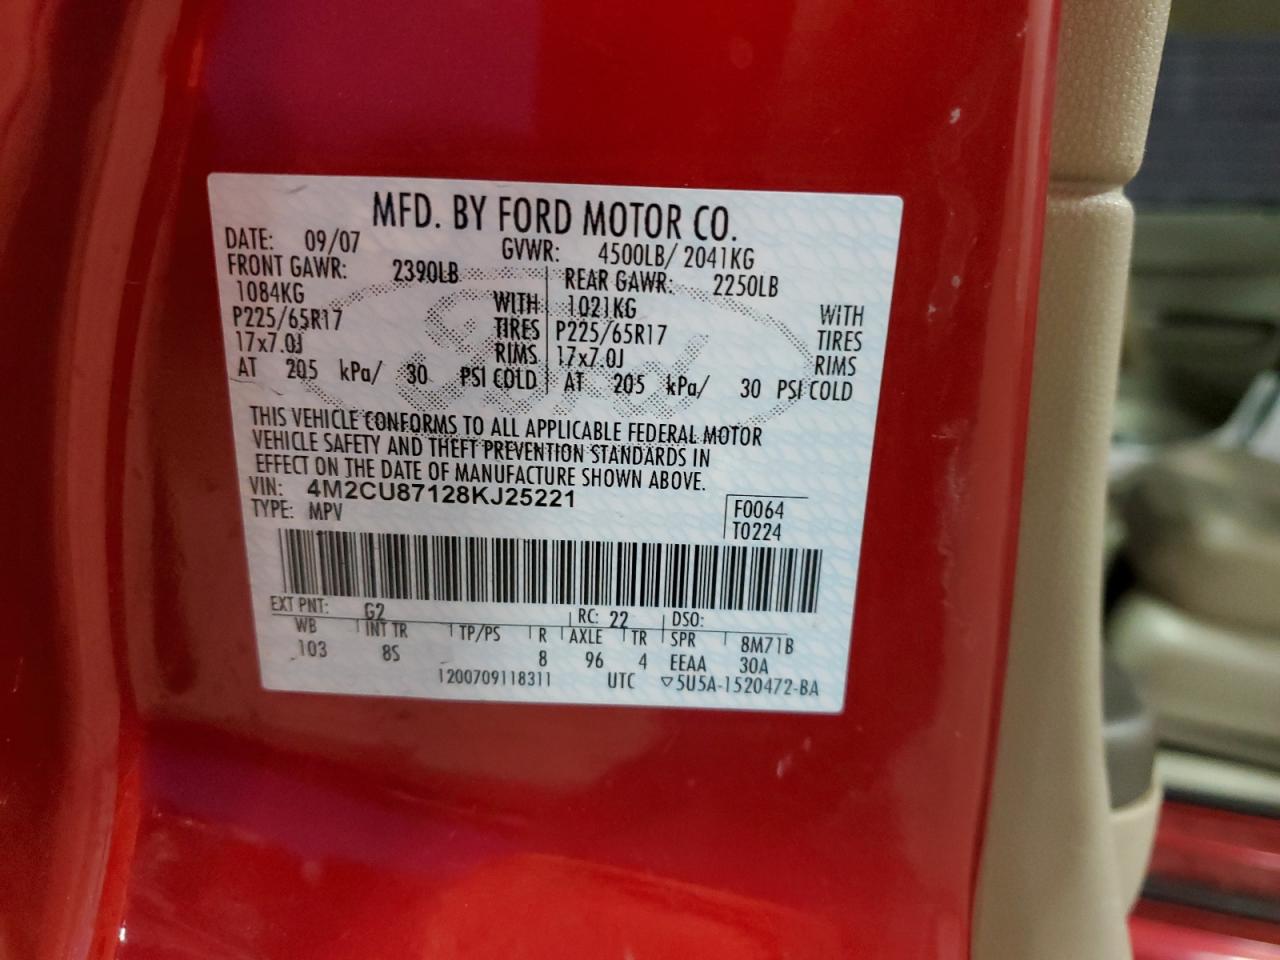 MFD. BY FORD MOTOR CO.
DATE: 09/07 GVWR: 4500LB/ 2041KG
FRONT GAWR: 2390LB REAR GAWR: 2250LB
1084KG WITH 1021KG WITH
P225/65R17 TIRES P225/65R17 TIRES
17x7.0J RIMS 17x7.0J RIMS
AT 205 kPa/ 30 PSI COLD AT 205 kPa/ 30 PSI COLD
THIS VEHICLE CONFORMS TO ALL APPLICABLE FEDERAL MOTOR
VEHICLE SAFETY AND THEFT PREVENTION STANDARDS IN
EFFECT ON THE DATE OF MANUFACTURE SHOWN ABOVE.
VIN: 4M2CU87128KJ25221
TYPE: MPV F0064
T0224
EXT PNT: G2 RC: 22 DSO:
WB INT TR TP/PS R AXLE TR SPR 8M71B
103 8S 8 96 4 EEAA 30A
1200709118311 UTC ▽5U5A-1520472-BA